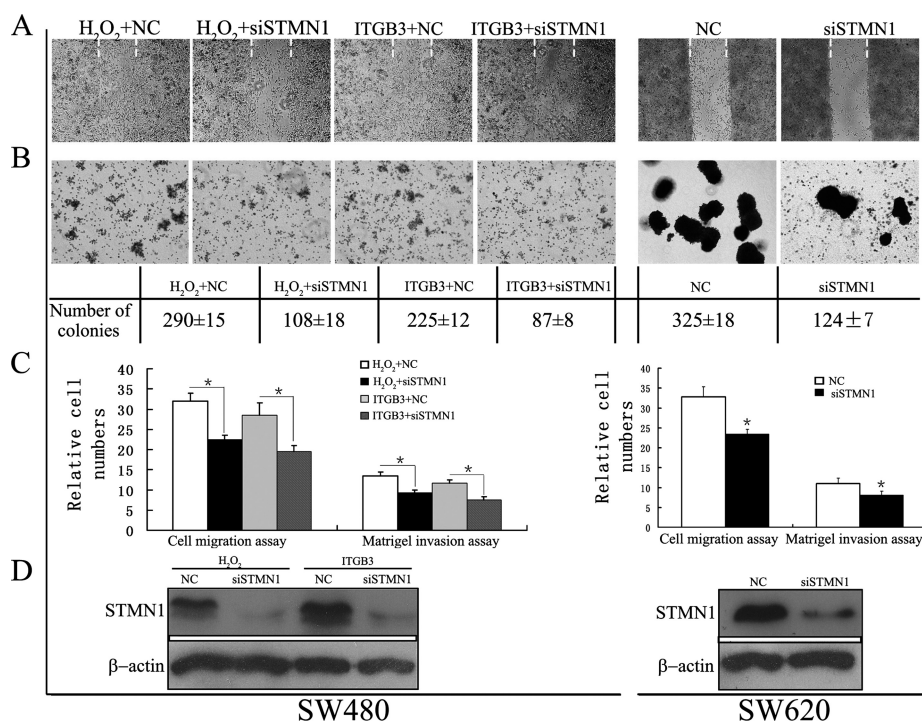 A
H₂O₂+NC H₂O₂+siSTMN1 ITGB3+NC ITGB3+siSTMN1 NC siSTMN1
B
H₂O₂+NC H₂O₂+siSTMN1 ITGB3+NC ITGB3+siSTMN1 NC siSTMN1
Number of colonies 290±15 108±18 225±12 87±8 325±18 124±7
C
Relative cell numbers
40
35
30
25
20
15
10
5
0
* * * *
H₂O₂+NC
H₂O₂+siSTMN1
ITGB3+NC
ITGB3+siSTMN1
Cell migration assay Matrigel invasion assay
Relative cell numbers
40
35
30
25
20
15
10
5
0
* *
NC
siSTMN1
Cell migration assay Matrigel invasion assay
D
H₂O₂ ITGB3
NC siSTMN1 NC siSTMN1
STMN1
β−actin
NC siSTMN1
STMN1
β−actin
SW480 SW620